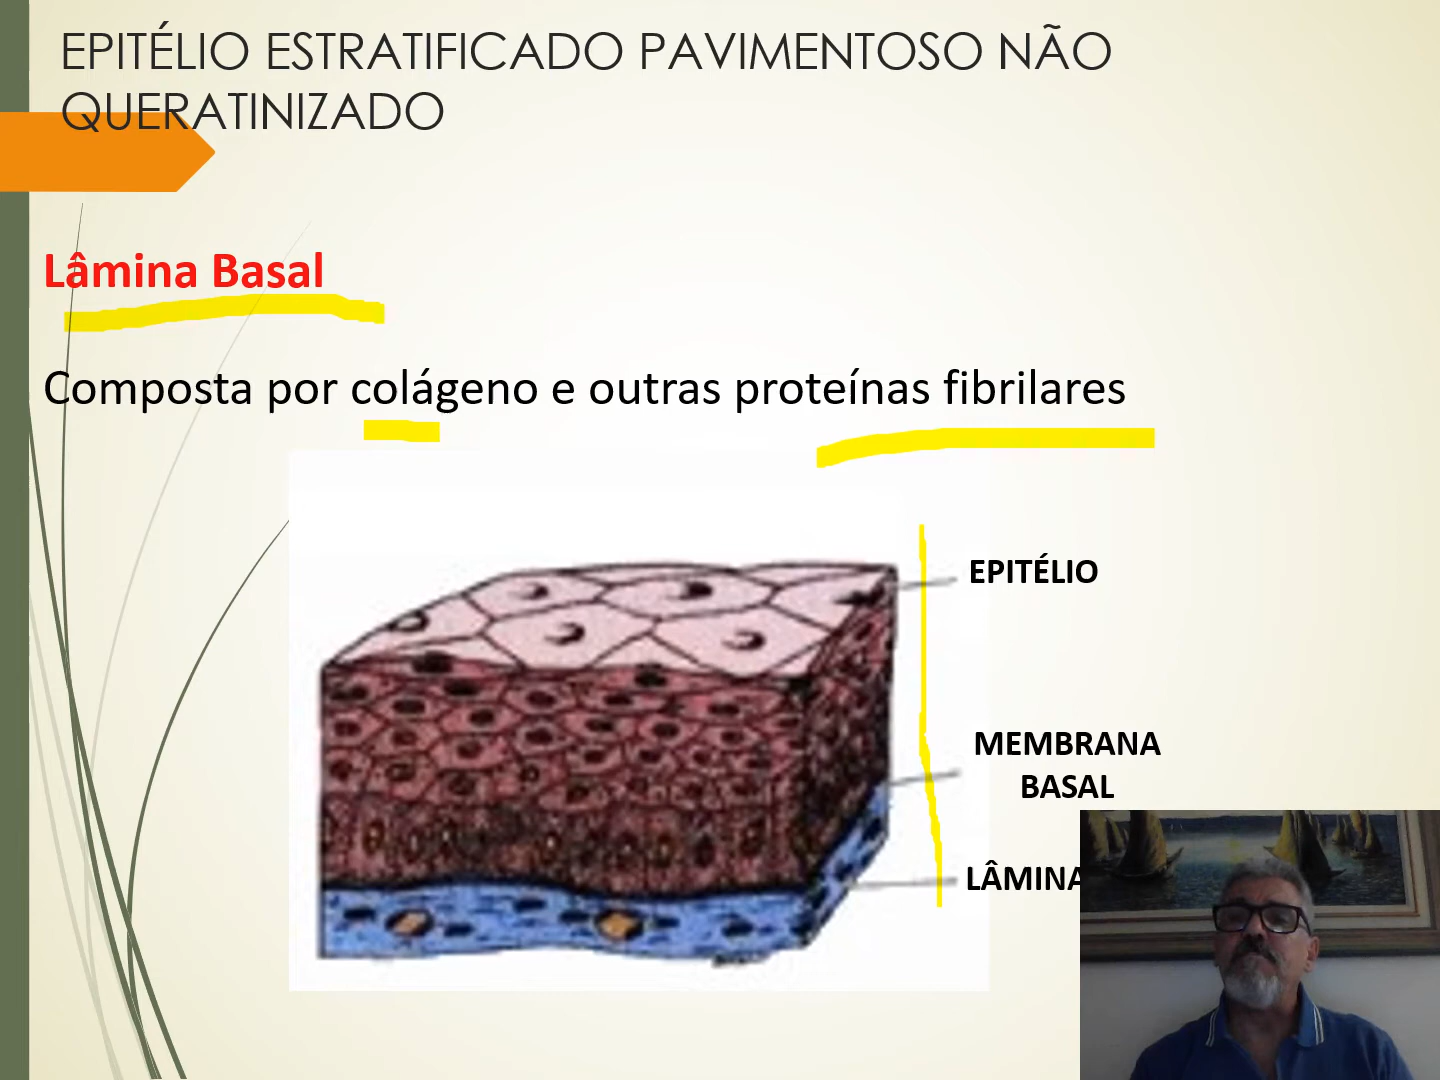 EPITÉLIO ESTRATIFICADO PAVIMENTOSO NÃO
QUERATINIZADO
Lâmina Basal
Composta por colágeno e outras proteínas fibrilares
EPITÉLIO
MEMBRANA
BASAL
LÂMINA